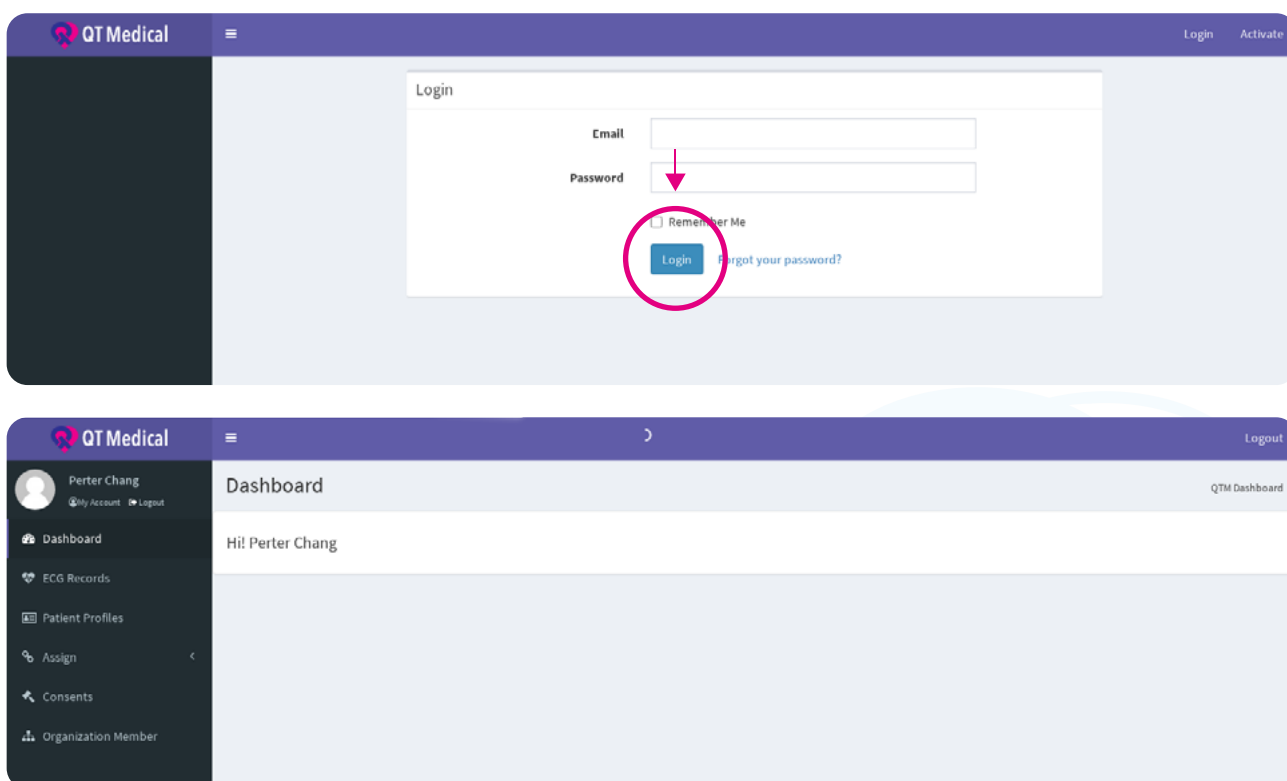 QT Medical
Login Activate
Login
Email
Password
Remember Me
Login Forgot your password?
QT Medical
Logout
Perter Chang
My Account Logout
Dashboard
QTM Dashboard
Dashboard
Hi! Perter Chang
ECG Records
Patient Profiles
Assign
Consents
Organization Member